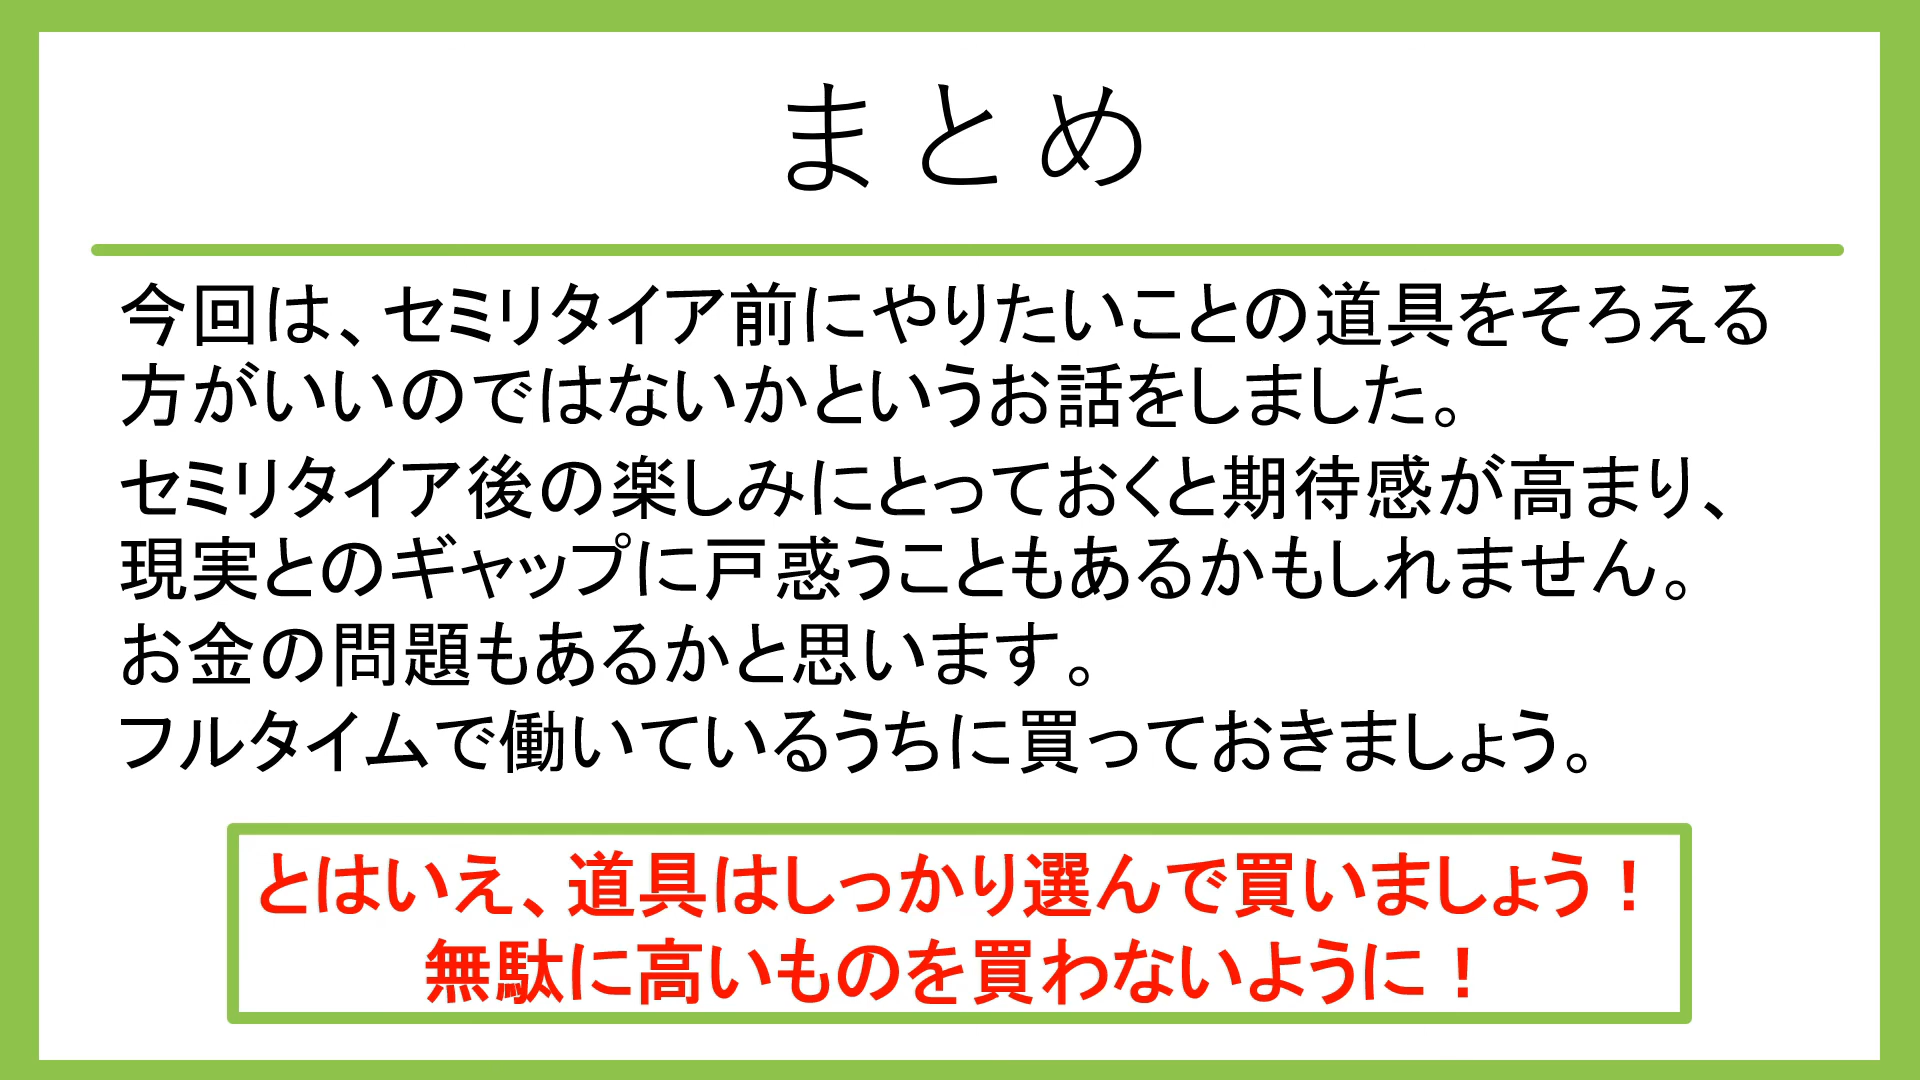 まとめ
今回は、セミリタイア前にやりたいことの道具をそろえる
方がいいのではないかというお話をしました。
セミリタイア後の楽しみにとっておくと期待感が高まり、
現実とのギャップに戸惑うこともあるかもしれません。
お金の問題もあるかと思います。
フルタイムで働いているうちに買っておきましょう。
とはいえ、道具はしっかり選んで買いましょう！
無駄に高いものを買わないように！